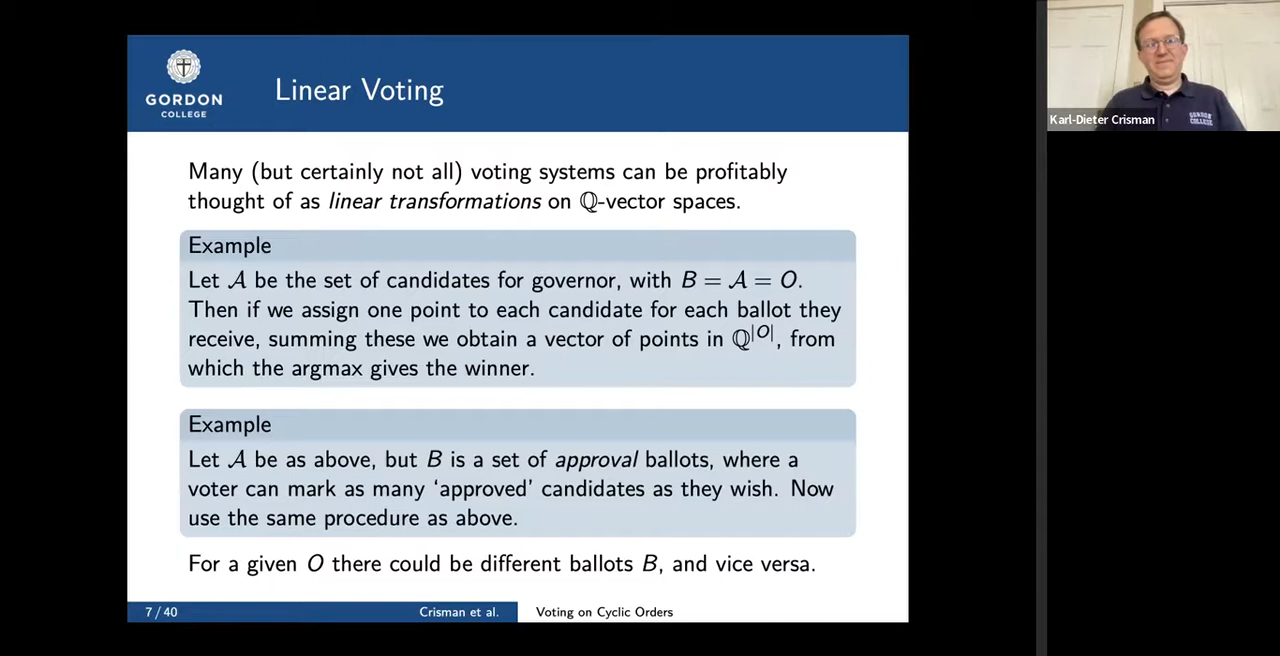 GORDON
COLLEGE
Linear Voting
Many (but certainly not all) voting systems can be profitably
thought of as linear transformations on ℚ-vector spaces.
Example
Let 𝒜 be the set of candidates for governor, with B = 𝒜 = O.
Then if we assign one point to each candidate for each ballot they
receive, summing these we obtain a vector of points in ℚ^|O|, from
which the argmax gives the winner.
Example
Let 𝒜 be as above, but B is a set of approval ballots, where a
voter can mark as many ‘approved’ candidates as they wish. Now
use the same procedure as above.
For a given O there could be different ballots B, and vice versa.
7 / 40
Crisman et al.
Voting on Cyclic Orders
GORDON
COLLEGE
Karl-Dieter Crisman